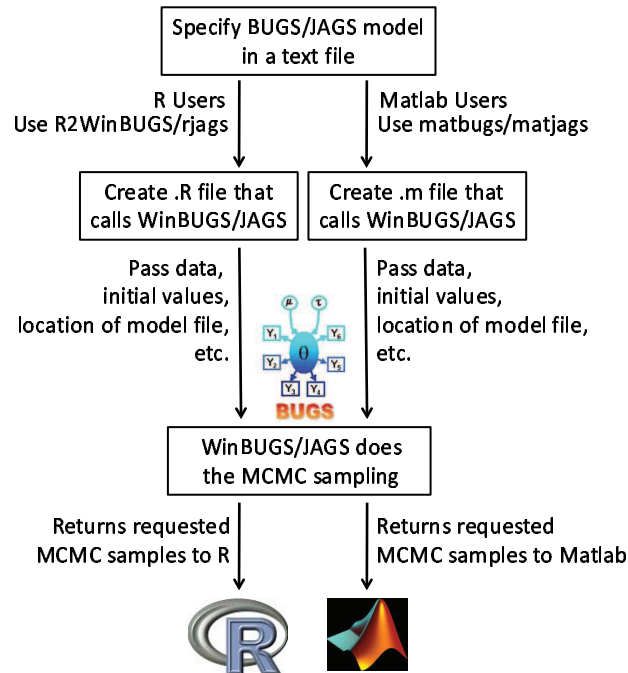 Specify BUGS/JAGS model
in a text file
R Users
Use R2WinBUGS/rjags
Matlab Users
Use matbugs/matjags
Create .R file that
calls WinBUGS/JAGS
Create .m file that
calls WinBUGS/JAGS
Pass data,
initial values,
location of model file,
etc.
μ
τ
Y1
Y6
Y2
θ
Y5
Y3
Y4
BUGS
Pass data,
initial values,
location of model file,
etc.
WinBUGS/JAGS does
the MCMC sampling
Returns requested
MCMC samples to R
Returns requested
MCMC samples to Matlab
R